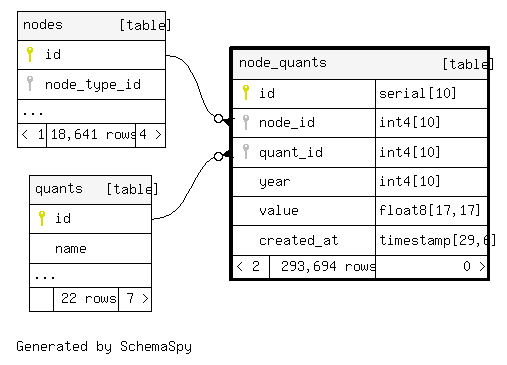 nodes [table]
id
node_type_id
...
< 1 18,641 rows 4 >
quants [table]
id
name
...
22 rows 7 >
node_quants [table]
id serial[10]
node_id int4[10]
quant_id int4[10]
year int4[10]
value float8[17,17]
created_at timestamp[29,6]
< 2 293,694 rows 0 >
Generated by SchemaSpy